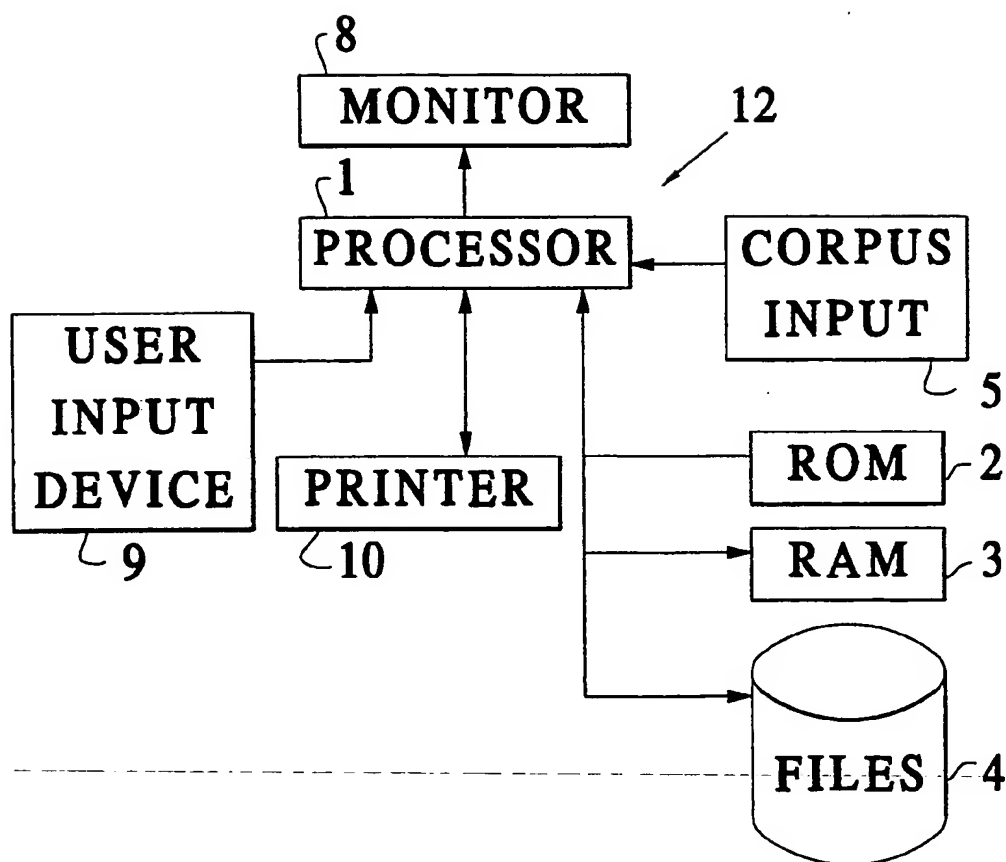 8
MONITOR
12
1
PROCESSOR
CORPUS
INPUT
5
USER
INPUT
DEVICE
9
PRINTER
10
ROM
2
RAM
3
FILES
4